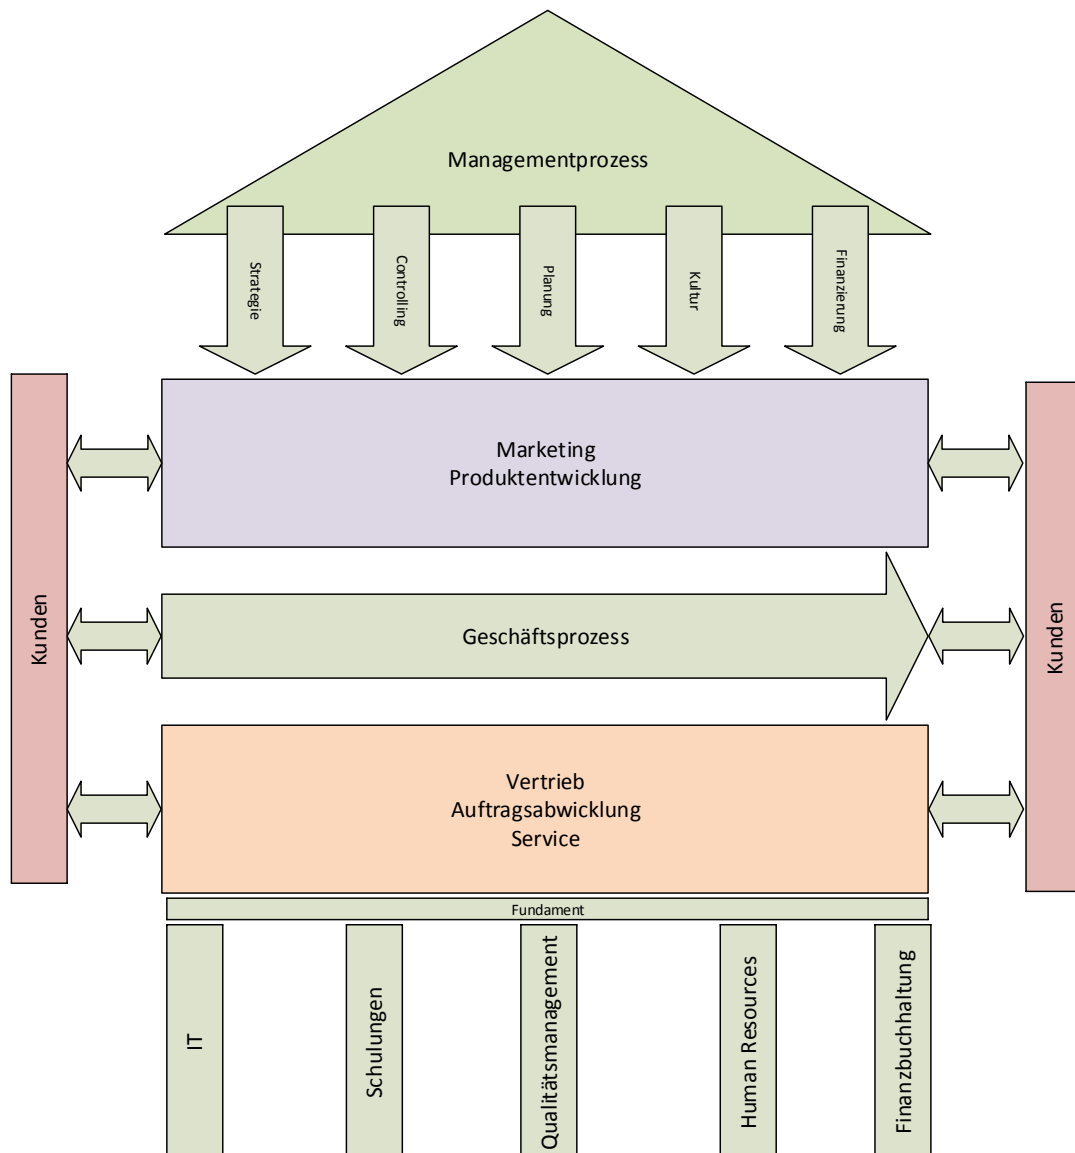 Managementprozess
Strategie
Controlling
Planung
Kultur
Finanzierung
Marketing
Produktentwicklung
Kunden
Geschäftsprozess
Kunden
Vertrieb
Auftragsabwicklung
Service
Fundament
IT
Schulungen
Qualitätsmanagement
Human Resources
Finanzbuchhaltung